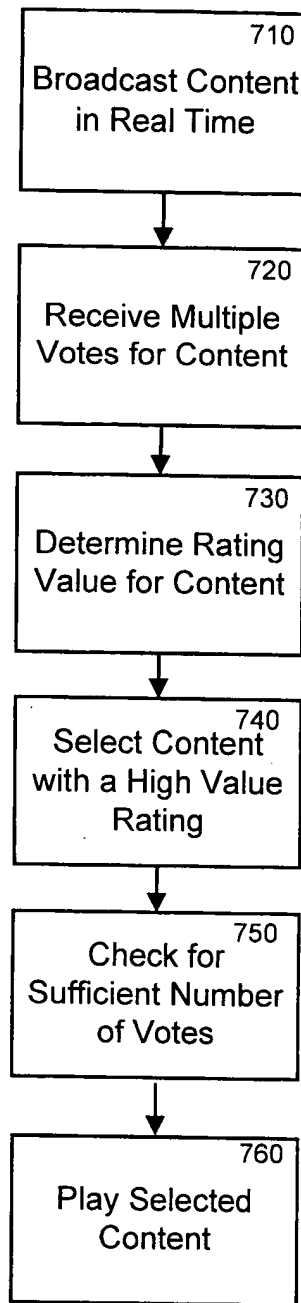 710
Broadcast Content
in Real Time
720
Receive Multiple
Votes for Content
730
Determine Rating
Value for Content
740
Select Content
with a High Value
Rating
750
Check for
Sufficient Number
of Votes
760
Play Selected
Content